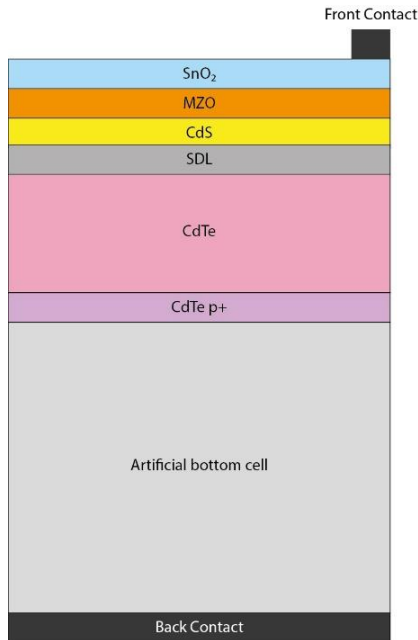 Front Contact
SnO₂
MZO
CdS
SDL
CdTe
CdTe p+
Artificial bottom cell
Back Contact